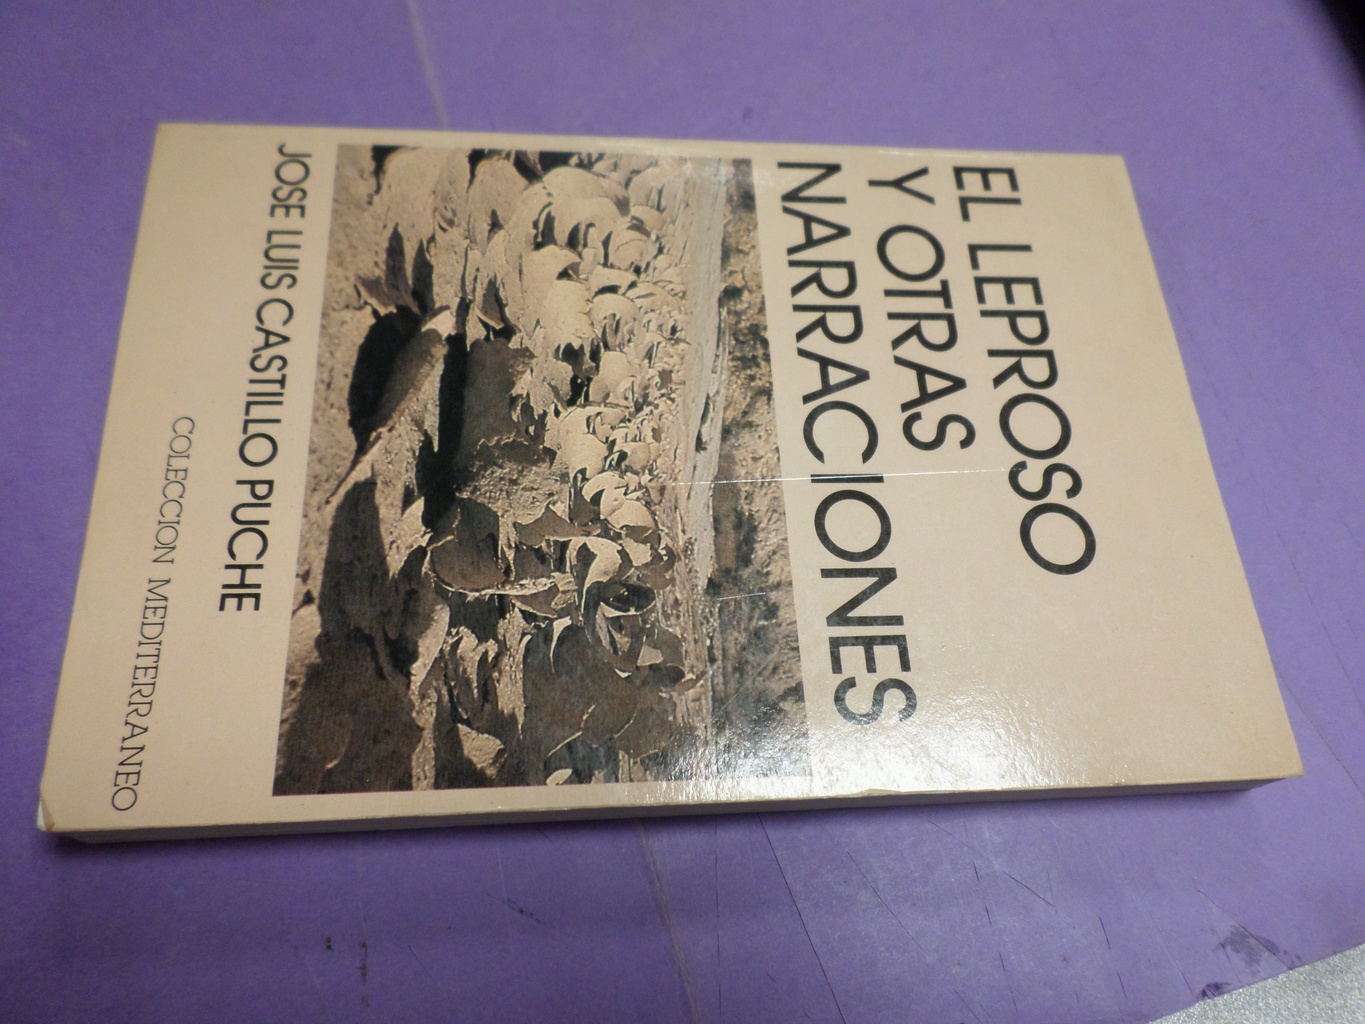 EL LEPROSO
Y OTRAS
NARRACIONES
JOSE LUIS CASTILLO PUCHE
COLECCION MEDITERRANEO